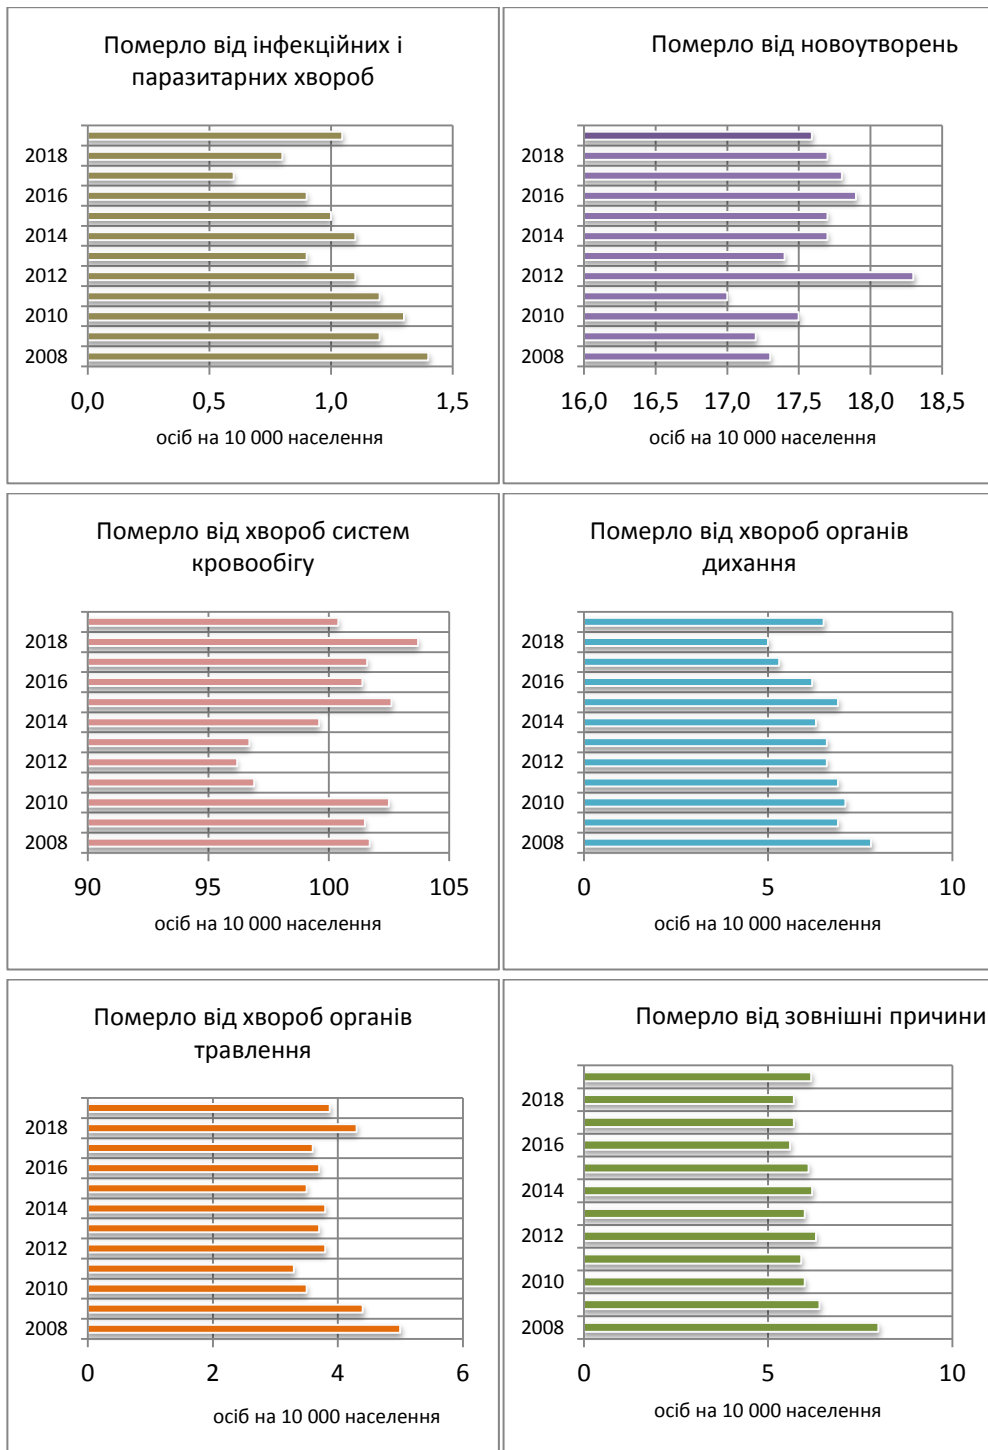 Померло від інфекційних і
паразитарних хвороб
2018
2016
2014
2012
2010
2008
0,0 0,5 1,0 1,5
осіб на 10 000 населення
Померло від новоутворень
2018
2016
2014
2012
2010
2008
16,0 16,5 17,0 17,5 18,0 18,5
осіб на 10 000 населення
Померло від хвороб систем
кровообігу
2018
2016
2014
2012
2010
2008
90 95 100 105
осіб на 10 000 населення
Померло від хвороб органів
дихання
2018
2016
2014
2012
2010
2008
0 5 10
осіб на 10 000 населення
Померло від хвороб органів
травлення
2018
2016
2014
2012
2010
2008
0 2 4 6
осіб на 10 000 населення
Померло від зовнішні причини
2018
2016
2014
2012
2010
2008
0 5 10
осіб на 10 000 населення